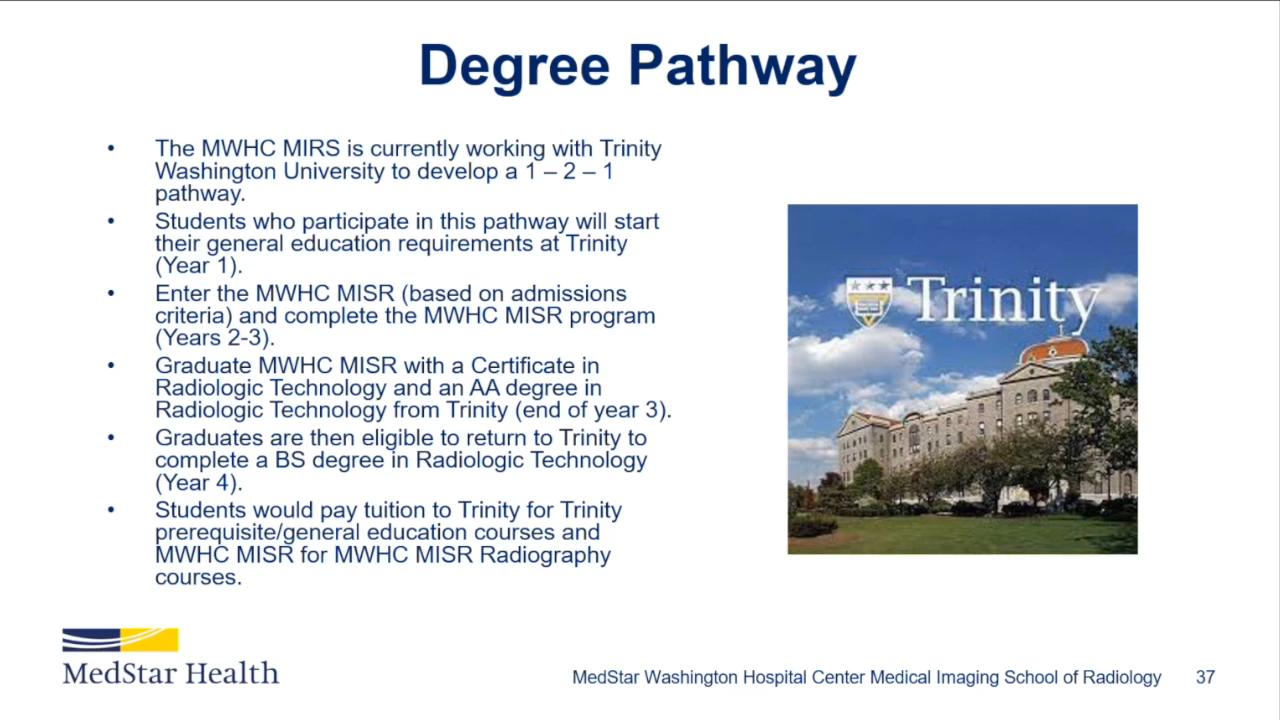 Degree Pathway
• The MWHC MIRS is currently working with Trinity
Washington University to develop a 1 – 2 – 1
pathway.
• Students who participate in this pathway will start
their general education requirements at Trinity
(Year 1).
• Enter the MWHC MISR (based on admissions
criteria) and complete the MWHC MISR program
(Years 2-3).
• Graduate MWHC MISR with a Certificate in
Radiologic Technology and an AA degree in
Radiologic Technology from Trinity (end of year 3).
• Graduates are then eligible to return to Trinity to
complete a BS degree in Radiologic Technology
(Year 4).
• Students would pay tuition to Trinity for Trinity
prerequisite/general education courses and
MWHC MISR for MWHC MISR Radiography
courses.
Trinity
MedStar Health
MedStar Washington Hospital Center Medical Imaging School of Radiology 37